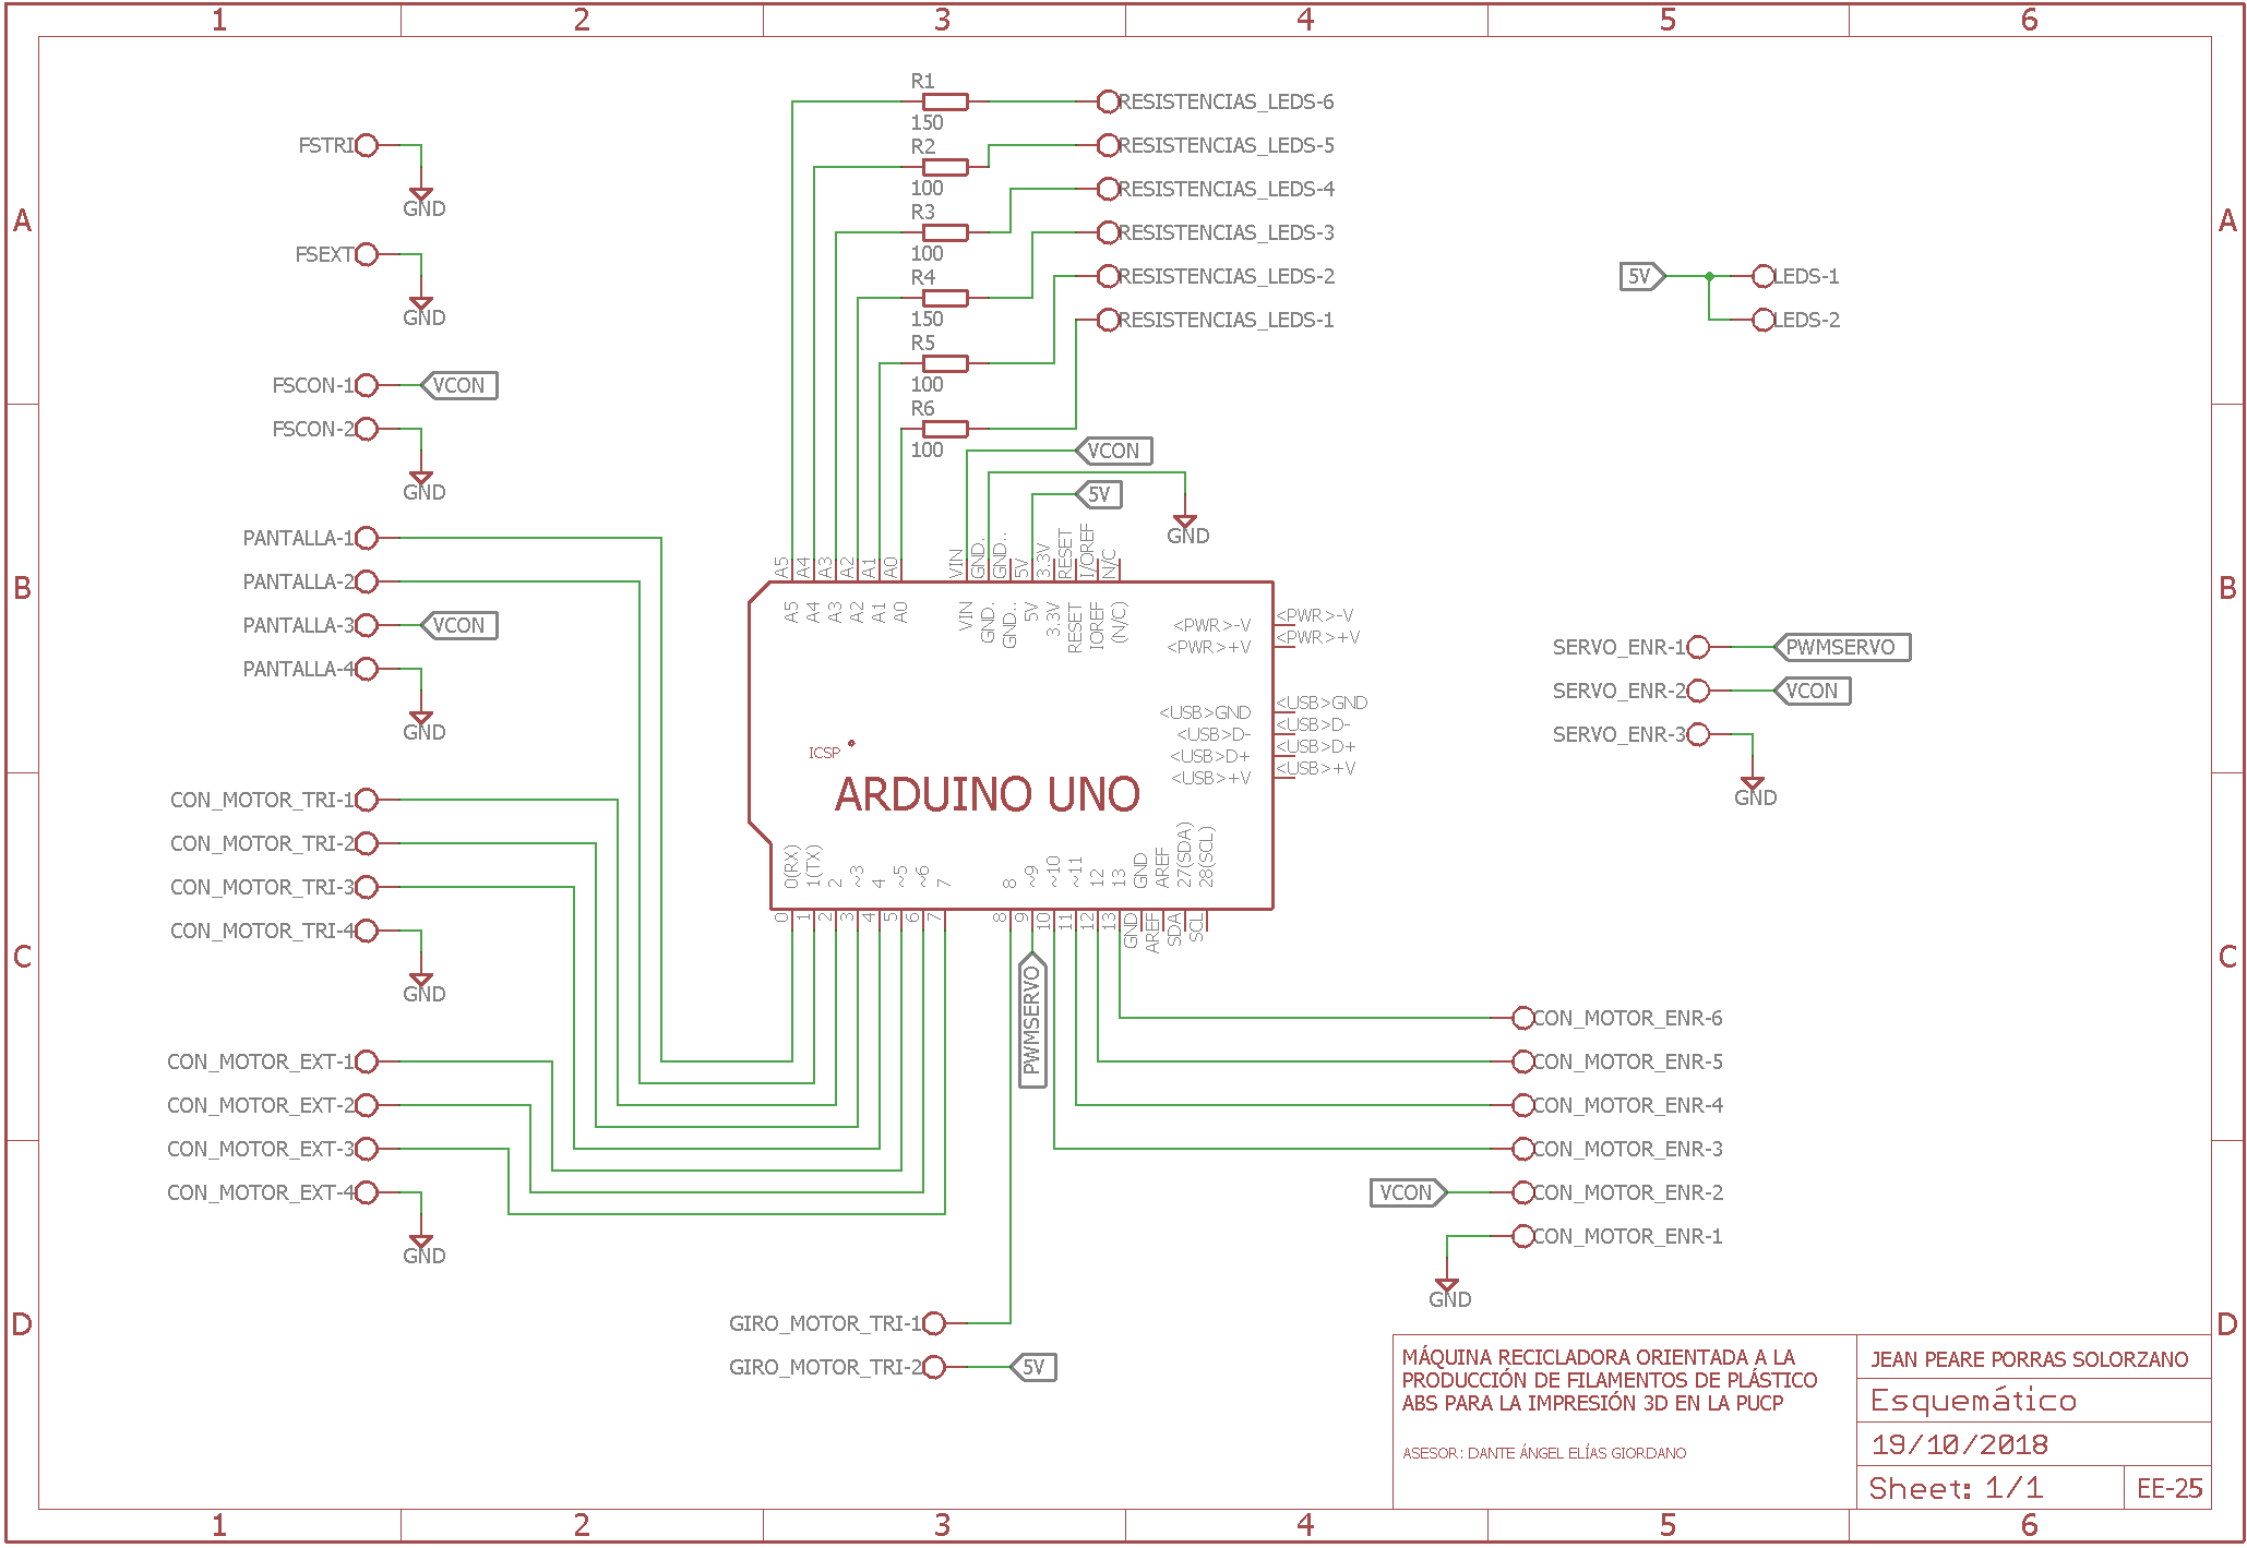 1 2 3 4 5 6
A A
B B
C C
D D
FSTRI
GND
FSEXT
GND
FSCON-1 VCON
FSCON-2
GND
PANTALLA-1
PANTALLA-2
PANTALLA-3 VCON
PANTALLA-4
GND
CON_MOTOR_TRI-1
CON_MOTOR_TRI-2
CON_MOTOR_TRI-3
CON_MOTOR_TRI-4
GND
CON_MOTOR_EXT-1
CON_MOTOR_EXT-2
CON_MOTOR_EXT-3
CON_MOTOR_EXT-4
GND
R1
150
R2
100
R3
100
R4
150
R5
100
R6
100
RESISTENCIAS_LEDS-6
RESISTENCIAS_LEDS-5
RESISTENCIAS_LEDS-4
RESISTENCIAS_LEDS-3
RESISTENCIAS_LEDS-2
RESISTENCIAS_LEDS-1
VCON
5V
GND
A5 A4 A3 A2 A1 A0 VIN GND. GND.. 5V 3.3V RESET I/OREF N/C
A5 A4 A3 A2 A1 A0 VIN GND. GND.. 5V 3.3V RESET IOREF (N/C)
<PWR>-V <PWR>-V
<PWR>+V <PWR>+V
<USB>GND <USB>GND
<USB>D- <USB>D-
<USB>D+ <USB>D+
<USB>+V <USB>+V
ICSP
ARDUINO UNO
0(RX) 1(TX) 2 ~3 4 ~5 ~6 7 8 ~9 ~10 ~11 12 13 GND AREF 27(SDA) 28(SCL)
0 1 2 3 4 5 6 7 8 9 10 11 12 13 GND AREF SDA SCL
PWMSERVO
GIRO_MOTOR_TRI-1
GIRO_MOTOR_TRI-2 5V
5V LEDS-1
LEDS-2
SERVO_ENR-1 PWMSERVO
SERVO_ENR-2 VCON
SERVO_ENR-3
GND
CON_MOTOR_ENR-6
CON_MOTOR_ENR-5
CON_MOTOR_ENR-4
CON_MOTOR_ENR-3
VCON CON_MOTOR_ENR-2
CON_MOTOR_ENR-1
GND
MÁQUINA RECICLADORA ORIENTADA A LA
PRODUCCIÓN DE FILAMENTOS DE PLÁSTICO
ABS PARA LA IMPRESIÓN 3D EN LA PUCP
ASESOR: DANTE ÁNGEL ELÍAS GIORDANO
JEAN PEARE PORRAS SOLORZANO
Esquemático
19/10/2018
Sheet: 1/1 EE-25
1 2 3 4 5 6